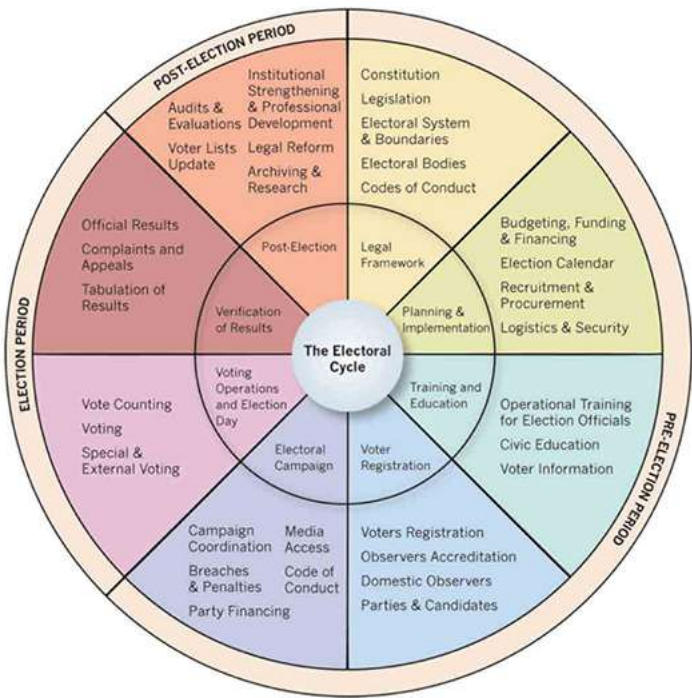 POST-ELECTION PERIOD
ELECTION PERIOD
PRE-ELECTION PERIOD
The Electoral
Cycle
Legal
Framework
Constitution
Legislation
Electoral System
& Boundaries
Electoral Bodies
Codes of Conduct
Planning &
Implementation
Budgeting, Funding
& Financing
Election Calendar
Recruitment &
Procurement
Logistics & Security
Training and
Education
Operational Training
for Election Officials
Civic Education
Voter Information
Voter
Registration
Voters Registration
Observers Accreditation
Domestic Observers
Parties & Candidates
Electoral
Campaign
Campaign
Coordination
Breaches
& Penalties
Party Financing
Media
Access
Code of
Conduct
Voting
Operations
and Election
Day
Vote Counting
Voting
Special &
External Voting
Verification
of Results
Official Results
Complaints and
Appeals
Tabulation of
Results
Post-Election
Audits &
Evaluations
Voter Lists
Update
Institutional
Strengthening
& Professional
Development
Legal Reform
Archiving &
Research